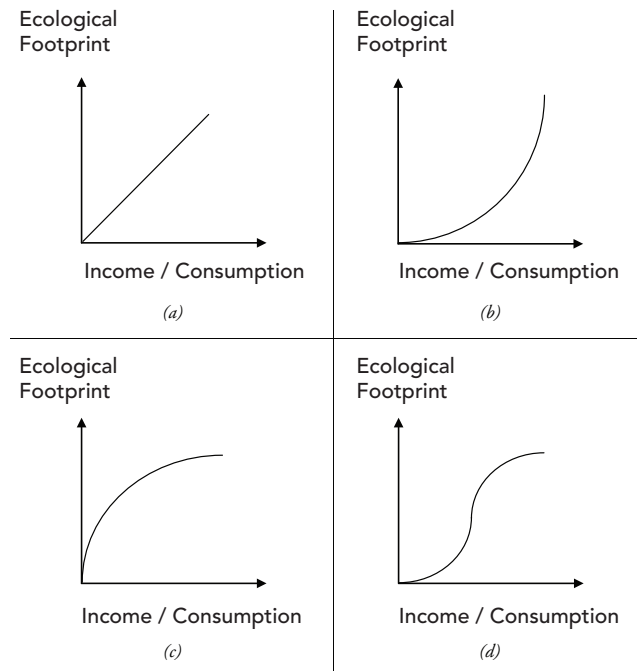 Ecological
Footprint
Income / Consumption
(a)
Ecological
Footprint
Income / Consumption
(b)
Ecological
Footprint
Income / Consumption
(c)
Ecological
Footprint
Income / Consumption
(d)